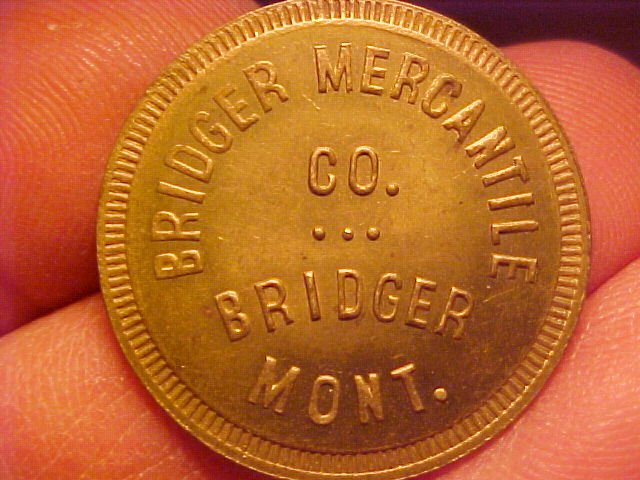 BRIDGER MERCANTILE
CO.
...
BRIDGER
MONT.